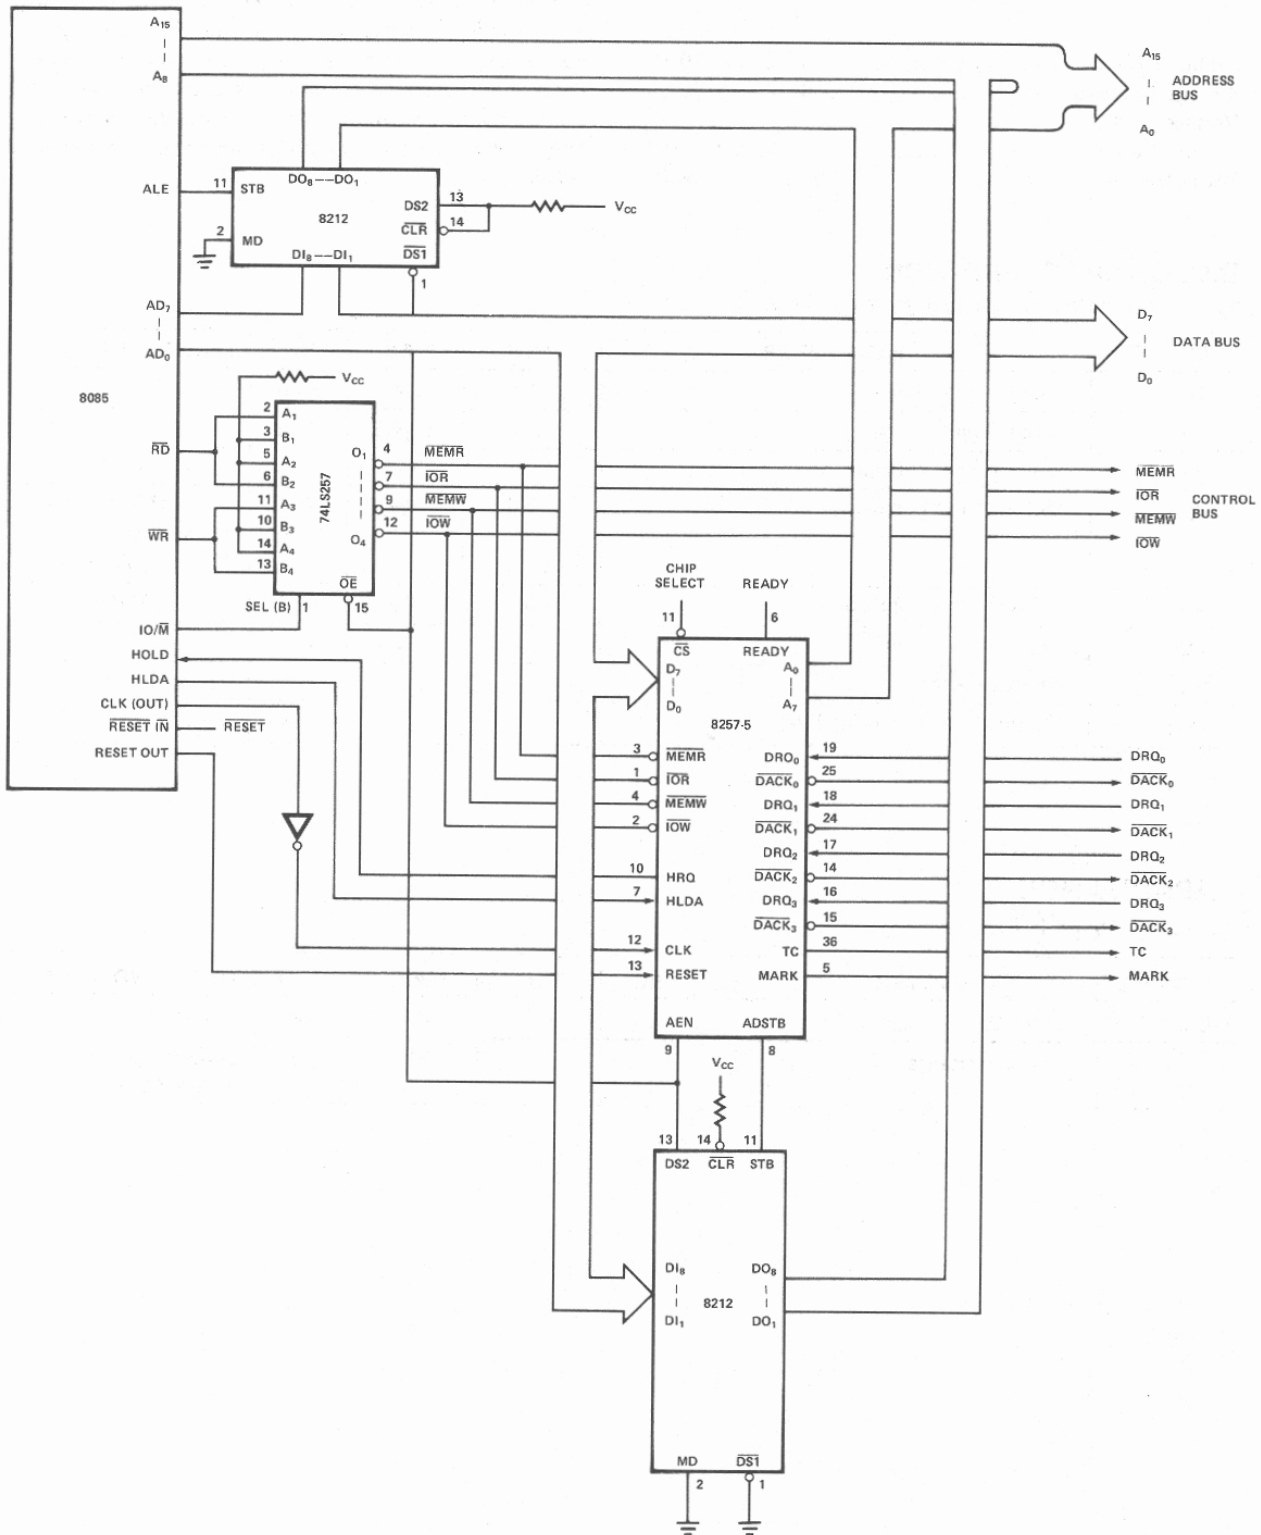 A15
A8
A15
ADDRESS
BUS
A0
ALE
11
STB
DO8
DO1
8212
DS2
13
CLR
14
VCC
2
MD
DI8
DI1
DS1
1
AD7
AD0
D7
DATA BUS
D0
8085
VCC
RD
2
A1
3
B1
5
A2
6
B2
11
A3
10
B3
14
A4
13
B4
74LS257
O1
O4
4
MEMR
7
IOR
9
MEMW
12
IOW
OE
15
SEL (B)
1
WR
MEMR
IOR
CONTROL
BUS
MEMW
IOW
IO/M
HOLD
HLDA
CLK (OUT)
RESET IN
RESET
RESET OUT
CHIP
SELECT
READY
11
6
CS
READY
D7
D0
A0
A7
8257-5
3
MEMR
1
IOR
4
MEMW
2
IOW
10
HRQ
7
HLDA
12
CLK
13
RESET
DRQ0
19
DRQ0
DACK0
25
DACK0
DRQ1
18
DRQ1
DACK1
24
DACK1
DRQ2
17
DRQ2
DACK2
14
DACK2
DRQ3
16
DRQ3
DACK3
15
DACK3
TC
36
TC
MARK
5
MARK
AEN
ADSTB
9
8
VCC
13
14
11
DS2
CLR
STB
DI8
DO8
8212
DI1
DO1
MD
DS1
2
1